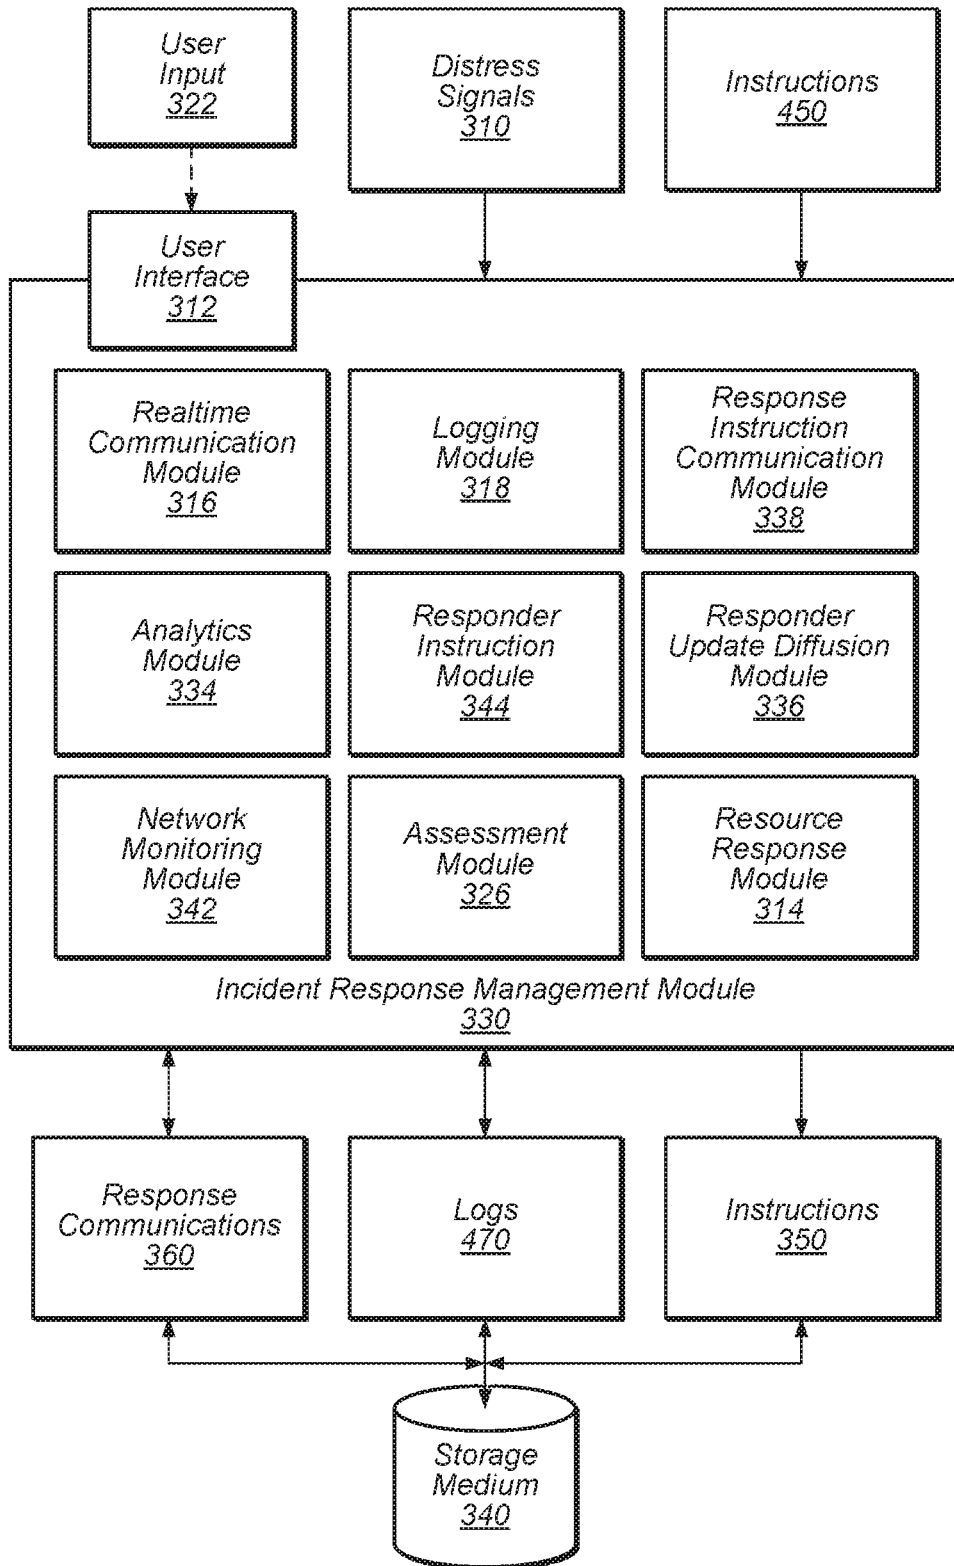 User
Input
322
Distress
Signals
310
Instructions
450
User
Interface
312
Realtime
Communication
Module
316
Logging
Module
318
Response
Instruction
Communication
Module
338
Analytics
Module
334
Responder
Instruction
Module
344
Responder
Update Diffusion
Module
336
Network
Monitoring
Module
342
Assessment
Module
326
Resource
Response
Module
314
Incident Response Management Module
330
Response
Communications
360
Logs
470
Instructions
350
Storage
Medium
340